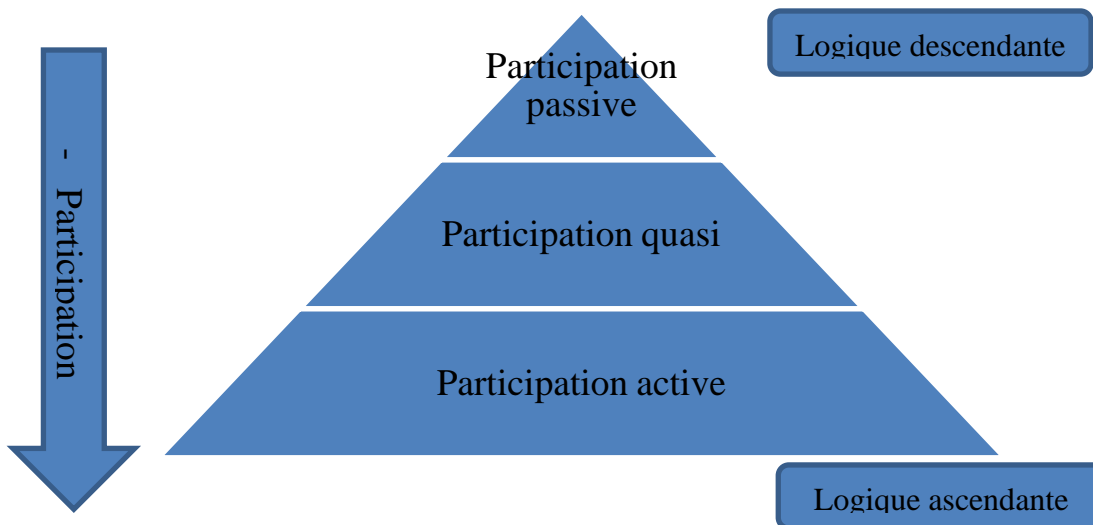 Logique descendante
Participation
passive
- Participation
Participation quasi
Participation active
Logique ascendante